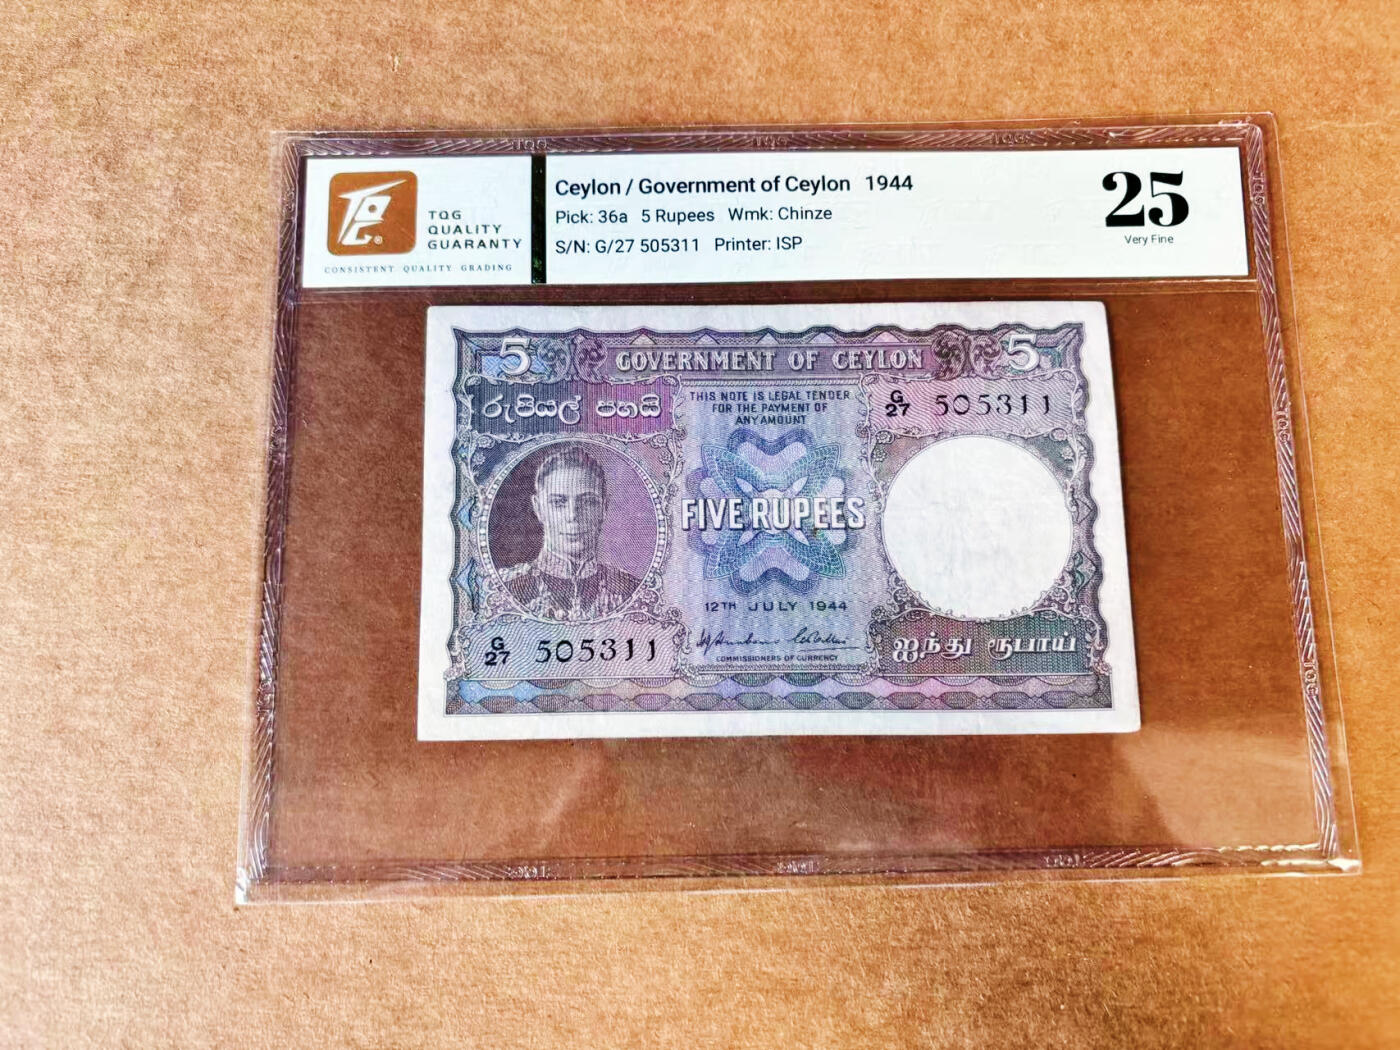 TQG
QUALITY
GUARANTY
CONSISTENT QUALITY GRADING
Ceylon / Government of Ceylon 1944
Pick: 36a 5 Rupees Wmk: Chinze
S/N: G/27 505311 Printer: ISP
25
Very Fine
5 GOVERNMENT OF CEYLON 5
රුපියල් පහයි
THIS NOTE IS LEGAL TENDER
FOR THE PAYMENT OF
ANY AMOUNT
G/27 505311
FIVE RUPEES
12TH JULY 1944
G/27 505311
COMMISSIONERS OF CURRENCY
ஐந்து ரூபாய்